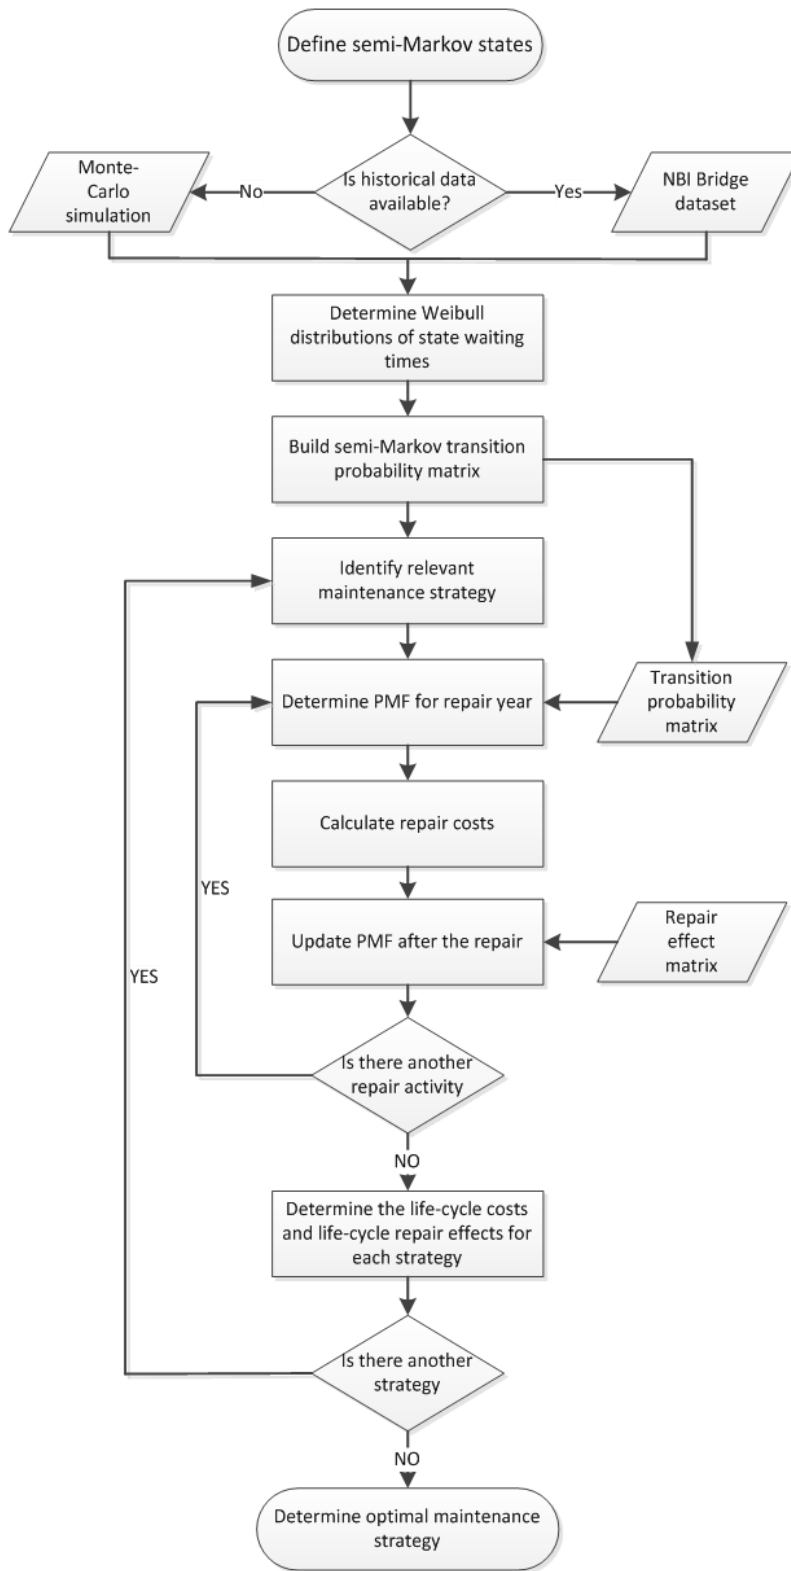 Define semi-Markov states
Is historical data
available?
No
Yes
Monte-
Carlo
simulation
NBI Bridge
dataset
Determine Weibull
distributions of state waiting
times
Build semi-Markov transition
probability matrix
Identify relevant
maintenance strategy
Determine PMF for repair year
Transition
probability
matrix
Calculate repair costs
Update PMF after the repair
Repair
effect
matrix
YES
YES
Is there another
repair activity
NO
Determine the life-cycle costs
and life-cycle repair effects for
each strategy
Is there another
strategy
NO
Determine optimal maintenance
strategy